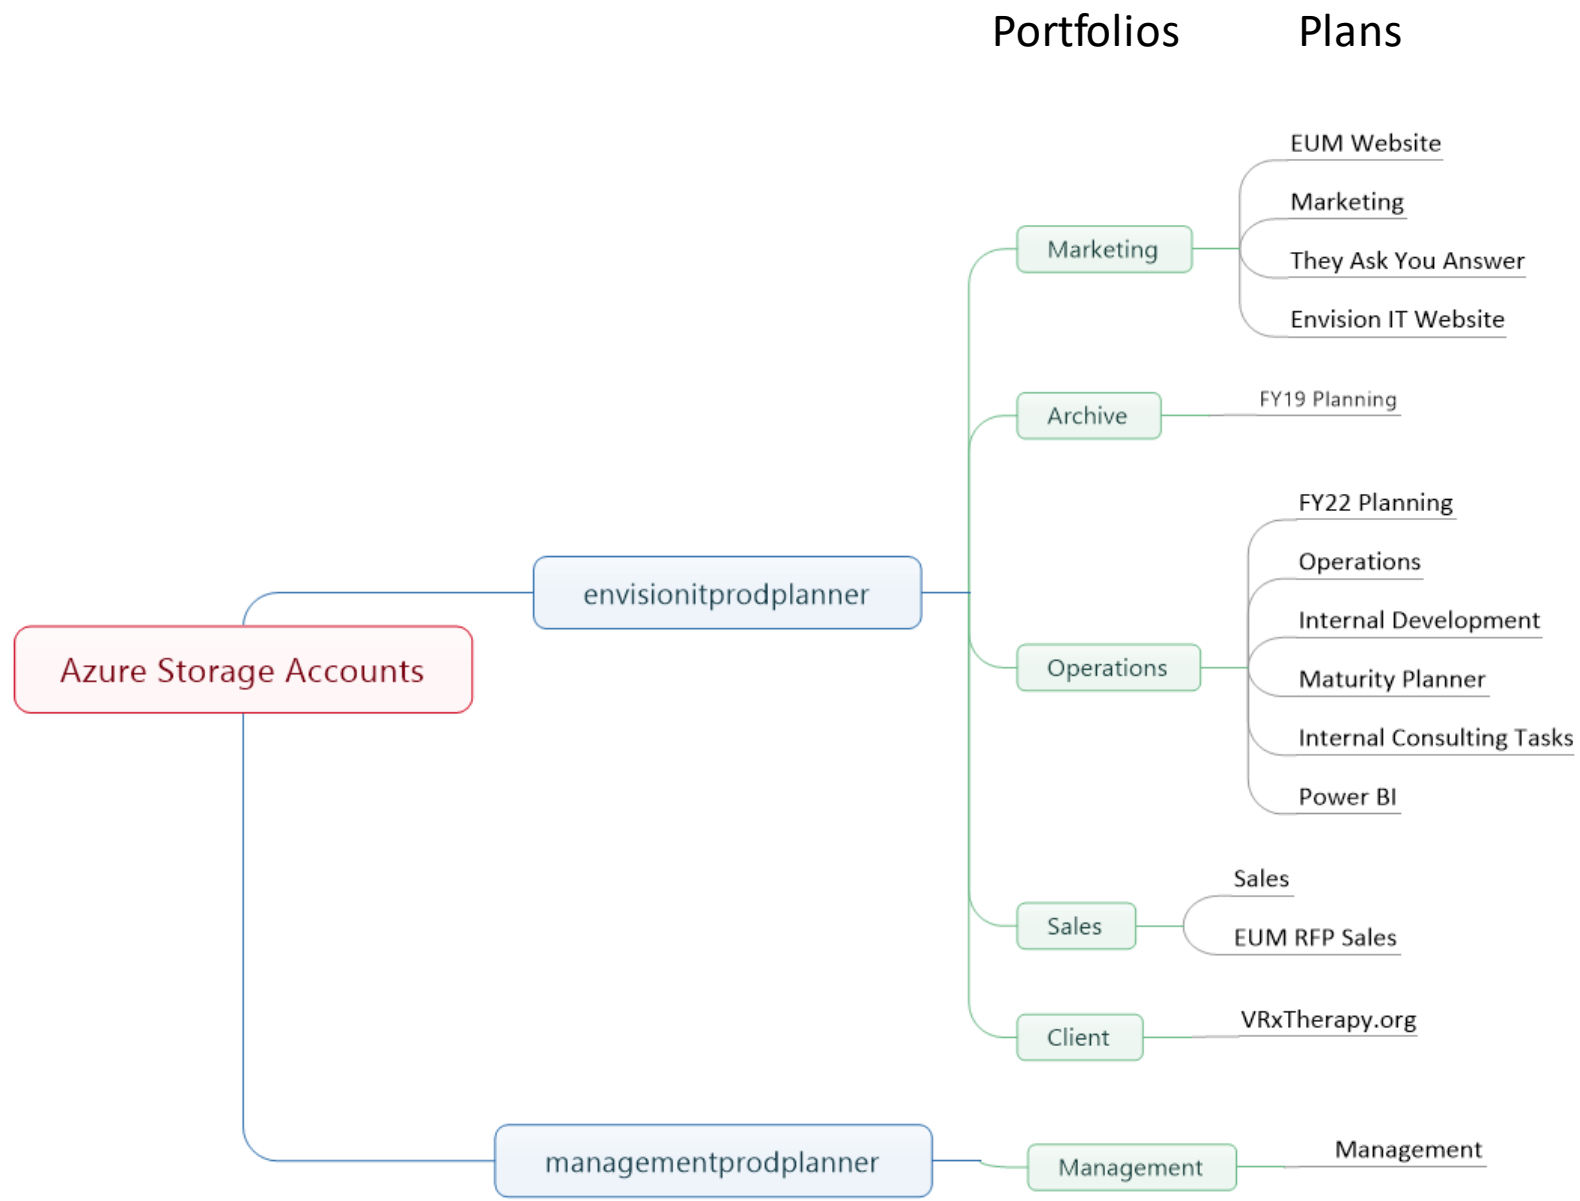 Portfolios
Plans
EUM Website
Marketing
Marketing
They Ask You Answer
Envision IT Website
Archive
FY19 Planning
FY22 Planning
Operations
envisionitprodplanner
Internal Development
Azure Storage Accounts
Operations
Maturity Planner
Internal Consulting Tasks
Power BI
Sales
Sales
EUM RFP Sales
Client
VRxTherapy.org
managementprodplanner
Management
Management